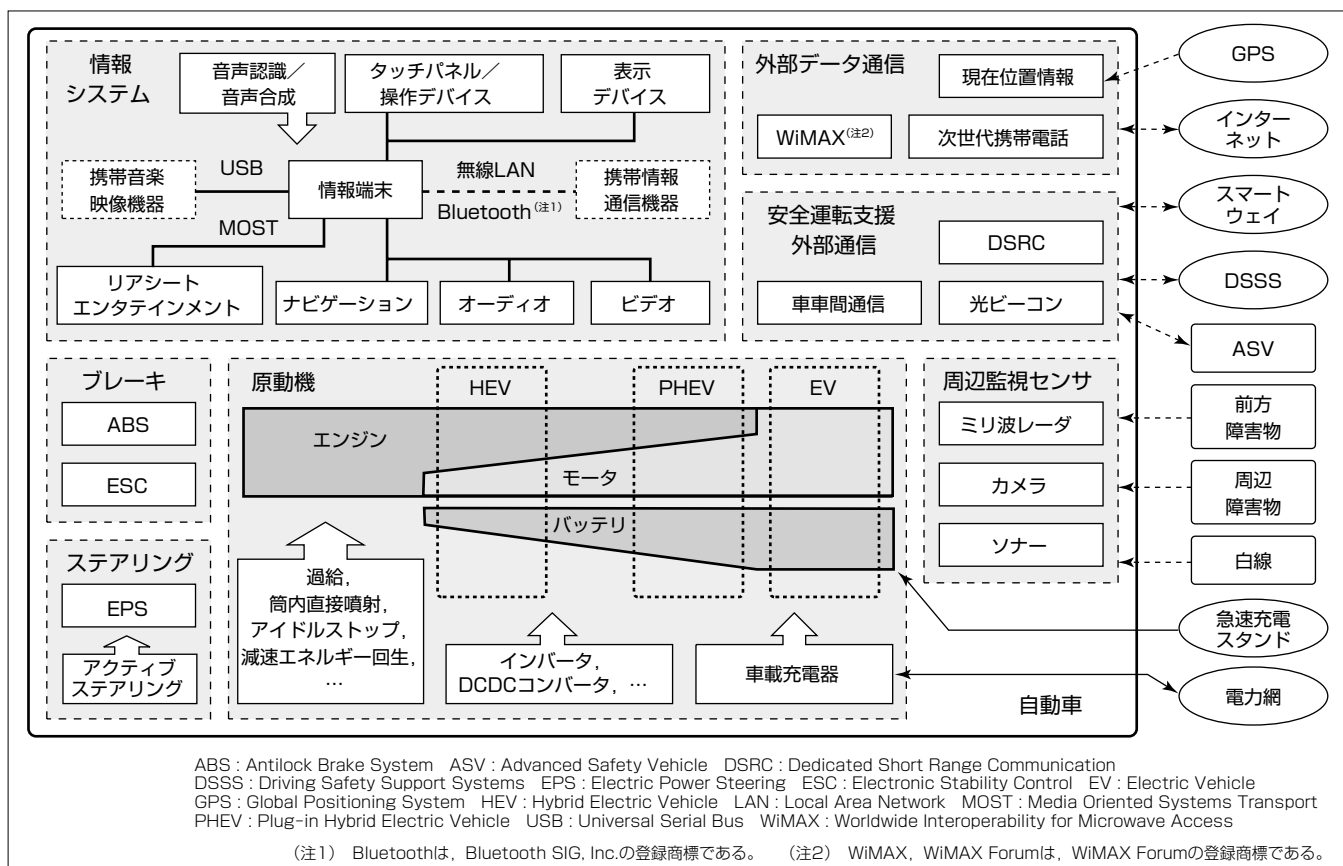 情報
システム
音声認識／
音声合成
タッチパネル／
操作デバイス
表示
デバイス
携帯音楽
映像機器
USB
情報端末
無線LAN
Bluetooth(注1)
携帯情報
通信機器
MOST
リアシート
エンタテインメント
ナビゲーション
オーディオ
ビデオ
外部データ通信
現在位置情報
WiMAX(注2)
次世代携帯電話
安全運転支援
外部通信
DSRC
車車間通信
光ビーコン
GPS
インター
ネット
スマート
ウェイ
DSSS
ASV
ブレーキ
ABS
ESC
ステアリング
EPS
アクティブ
ステアリング
原動機
HEV
PHEV
EV
エンジン
モータ
バッテリ
過給,
筒内直接噴射,
アイドルストップ,
減速エネルギー回生,
…
インバータ,
DCDCコンバータ, …
車載充電器
周辺監視センサ
ミリ波レーダ
カメラ
ソナー
前方
障害物
周辺
障害物
白線
急速充電
スタンド
電力網
自動車
ABS : Antilock Brake System ASV : Advanced Safety Vehicle DSRC : Dedicated Short Range Communication
DSSS : Driving Safety Support Systems EPS : Electric Power Steering ESC : Electronic Stability Control EV : Electric Vehicle
GPS : Global Positioning System HEV : Hybrid Electric Vehicle LAN : Local Area Network MOST : Media Oriented Systems Transport
PHEV : Plug-in Hybrid Electric Vehicle USB : Universal Serial Bus WiMAX : Worldwide Interoperability for Microwave Access
(注1) Bluetoothは, Bluetooth SIG, Inc.の登録商標である。 (注2) WiMAX, WiMAX Forumは, WiMAX Forumの登録商標である。